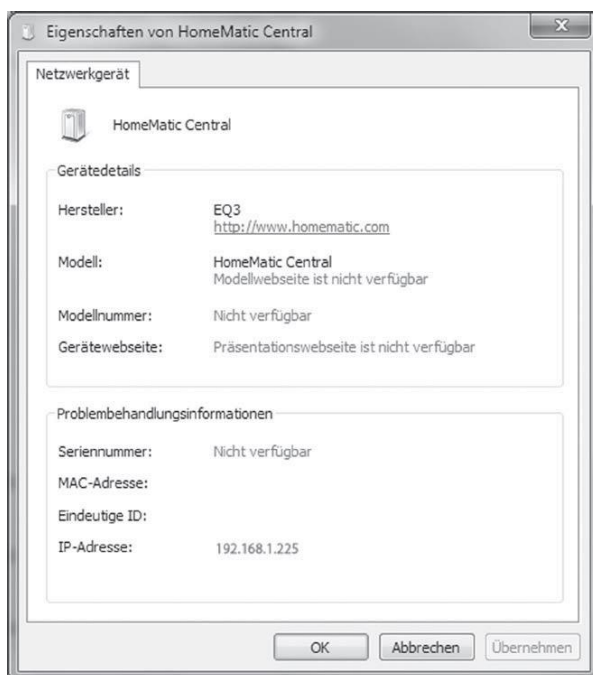 Eigenschaften von HomeMatic Central
Netzwerkgerät
HomeMatic Central
Gerätedetails
Hersteller: EQ3
http://www.homematic.com
Modell: HomeMatic Central
Modellwebseite ist nicht verfügbar
Modellnummer: Nicht verfügbar
Gerätewebseite: Präsentationswebseite ist nicht verfügbar
Problembehandlungsinformationen
Seriennummer: Nicht verfügbar
MAC-Adresse:
Eindeutige ID:
IP-Adresse: 192.168.1.225
OK Abbrechen Übernehmen